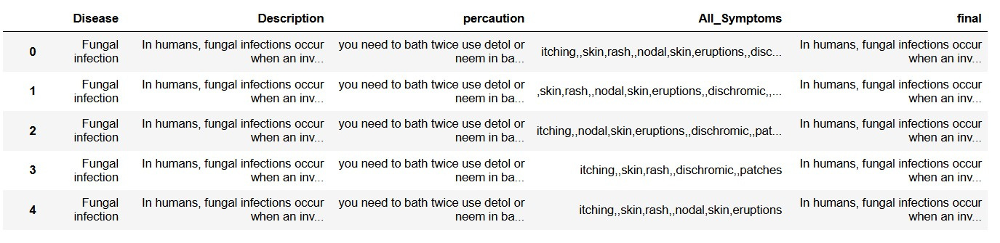 Disease Description percaution All_Symptoms final
0 Fungal infection In humans, fungal infections occur when an inv... you need to bath twice use detol or neem in ba... itching,,skin,rash,,nodal,skin,eruptions,,disc... In humans, fungal infections occur when an inv...
1 Fungal infection In humans, fungal infections occur when an inv... you need to bath twice use detol or neem in ba... ,skin,rash,,nodal,skin,eruptions,,dischromic,,... In humans, fungal infections occur when an inv...
2 Fungal infection In humans, fungal infections occur when an inv... you need to bath twice use detol or neem in ba... itching,,nodal,skin,eruptions,,dischromic,,pat... In humans, fungal infections occur when an inv...
3 Fungal infection In humans, fungal infections occur when an inv... you need to bath twice use detol or neem in ba... itching,,skin,rash,,dischromic,,patches In humans, fungal infections occur when an inv...
4 Fungal infection In humans, fungal infections occur when an inv... you need to bath twice use detol or neem in ba... itching,,skin,rash,,nodal,skin,eruptions In humans, fungal infections occur when an inv...